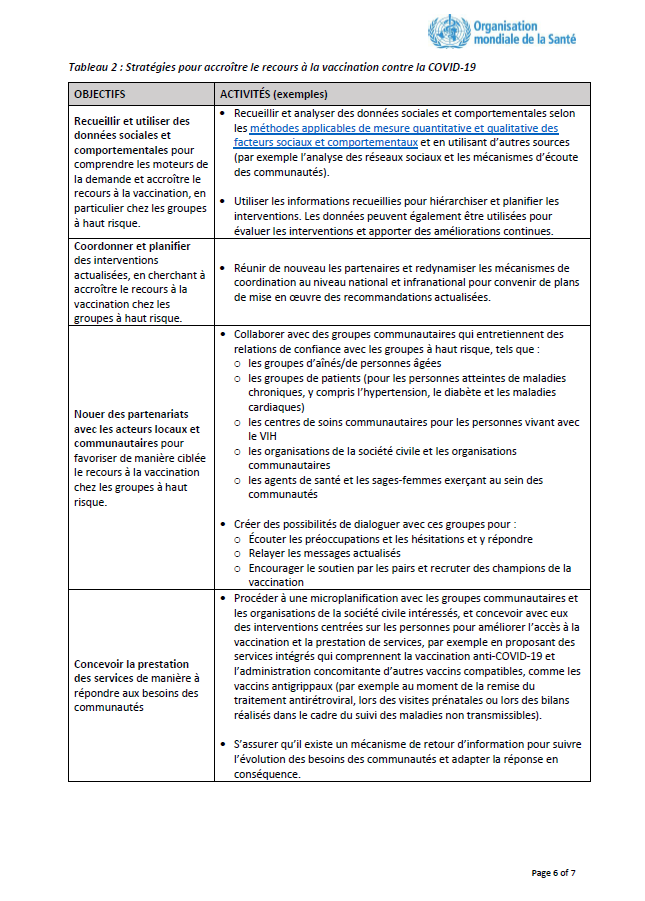 Organisation
mondiale de la Santé
Tableau 2 : Stratégies pour accroître le recours à la vaccination contre la COVID-19
OBJECTIFS
ACTIVITÉS (exemples)
Recueillir et utiliser des
données sociales et
comportementales pour
comprendre les moteurs de
la demande et accroître le
recours à la vaccination, en
particulier chez les groupes
à haut risque.
• Recueillir et analyser des données sociales et comportementales selon
les méthodes applicables de mesure quantitative et qualitative des
facteurs sociaux et comportementaux et en utilisant d’autres sources
(par exemple l’analyse des réseaux sociaux et les mécanismes d’écoute
des communautés).
• Utiliser les informations recueillies pour hiérarchiser et planifier les
interventions. Les données peuvent également être utilisées pour
évaluer les interventions et apporter des améliorations continues.
Coordonner et planifier
des interventions
actualisées, en cherchant à
accroître le recours à la
vaccination chez les
groupes à haut risque.
• Réunir de nouveau les partenaires et redynamiser les mécanismes de
coordination au niveau national et infranational pour convenir de plans
de mise en œuvre des recommandations actualisées.
Nouer des partenariats
avec les acteurs locaux et
communautaires pour
favoriser de manière ciblée
le recours à la vaccination
chez les groupes à haut
risque.
• Collaborer avec des groupes communautaires qui entretiennent des
relations de confiance avec les groupes à haut risque, tels que :
o les groupes d’aînés/de personnes âgées
o les groupes de patients (pour les personnes atteintes de maladies
chroniques, y compris l’hypertension, le diabète et les maladies
cardiaques)
o les centres de soins communautaires pour les personnes vivant avec
le VIH
o les organisations de la société civile et les organisations
communautaires
o les agents de santé et les sages-femmes exerçant au sein des
communautés
• Créer des possibilités de dialoguer avec ces groupes pour :
o Écouter les préoccupations et les hésitations et y répondre
o Relayer les messages actualisés
o Encourager le soutien par les pairs et recruter des champions de la
vaccination
Concevoir la prestation
des services de manière à
répondre aux besoins des
communautés
• Procéder à une microplanification avec les groupes communautaires et
les organisations de la société civile intéressés, et concevoir avec eux
des interventions centrées sur les personnes pour améliorer l’accès à la
vaccination et la prestation de services, par exemple en proposant des
services intégrés qui comprennent la vaccination anti-COVID-19 et
l’administration concomitante d’autres vaccins compatibles, comme les
vaccins antigrippaux (par exemple au moment de la remise du
traitement antirétroviral, lors des visites prénatales ou lors des bilans
réalisés dans le cadre du suivi des maladies non transmissibles).
• S’assurer qu’il existe un mécanisme de retour d’information pour suivre
l’évolution des besoins des communautés et adapter la réponse en
conséquence.
Page 6 of 7